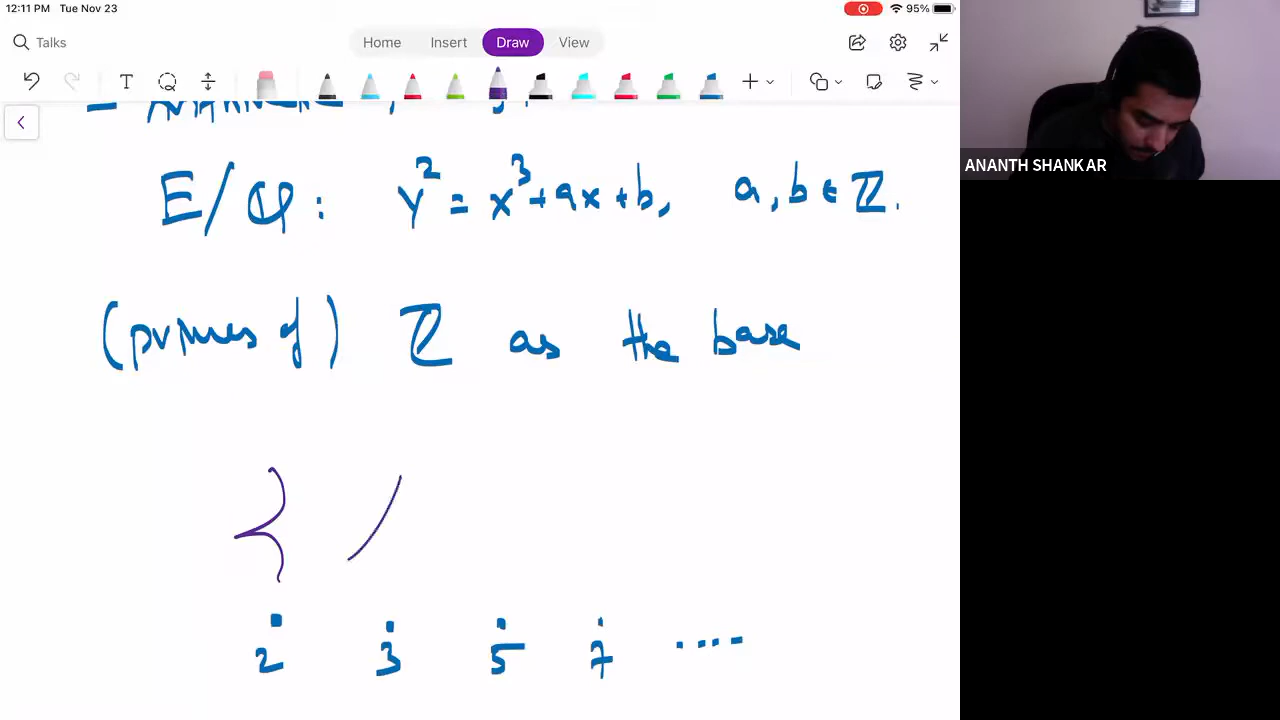 12:11 PM Tue Nov 23
95%
Talks
Home Insert Draw View
T
ANANTH SHANKAR
E/ℚ: y² = x³+ax+b, a, b ∈ ℤ.
(primes of) ℤ as the base
2 3 5 7 ....